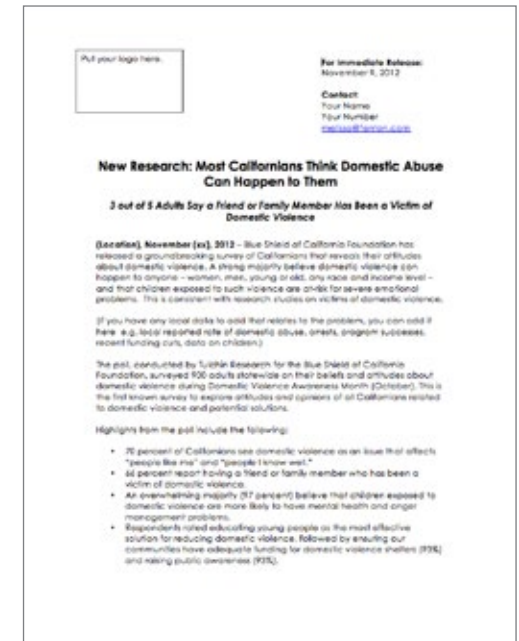 Put your logo here.
For Immediate Release:
November 9, 2012
Contact:
Your Name
Your Number
New Research: Most Californians Think Domestic Abuse
Can Happen to Them
3 out of 5 Adults Say a Friend or Family Member Has Been a Victim of
Domestic Violence
(Location), November (xx), 2012 – Blue Shield of California Foundation has
released a groundbreaking survey of Californians that reveals their attitudes
about domestic violence. A strong majority believe domestic violence can
happen to anyone – women, men, young or old, any race and income level –
and that children exposed to such violence are at-risk for severe emotional
problems. This is consistent with research studies on victims of domestic violence.
(If you have any local data to add that relates to the problem, you can add it
here e.g. local reported rate of domestic abuse, arrests, program successes,
recent funding cuts, data on children.)
The poll, conducted by Tulchin Research for the Blue Shield of California
Foundation, surveyed 900 adults statewide on their beliefs and attitudes about
domestic violence during Domestic Violence Awareness Month (October). This is
the first known survey to explore attitudes and opinions of all Californians related
to domestic violence and potential solutions.
Highlights from the poll include the following:
• 70 percent of Californians see domestic violence as an issue that affects
"people like me" and "people I know well."
• percent report having a friend or family member who has been a
victim of domestic violence.
• An overwhelming majority (97 percent) believe that children exposed to
domestic violence are more likely to have mental health and anger
management problems.
• Respondents rated educating young people as the most effective
solution for reducing domestic violence, followed by ensuring our
communities have adequate funding for domestic violence shelters (93%)
and raising public awareness (93%).